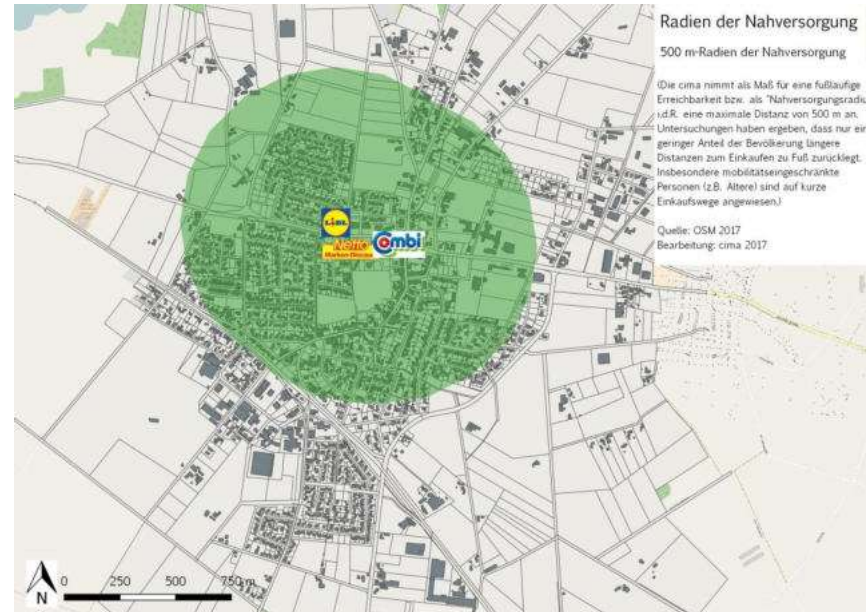 Radien der Nahversorgung
500 m-Radien der Nahversorgung
(Die cima nimmt als Maß für eine fußläufige
Erreichbarkeit bzw. als "Nahversorgungsradiu
i.d.R. eine maximale Distanz von 500 m an.
Untersuchungen haben ergeben, dass nur ein
geringer Anteil der Bevölkerung längere
Distanzen zum Einkaufen zu Fuß zurücklegt.
Insbesondere mobilitätseingeschränkte
Personen (z.B. Ältere) sind auf kurze
Einkaufswege angewiesen.)
Quelle: OSM 2017
Bearbeitung: cima 2017
LIDL
Netto
Marken-Discount
Combi
N
0 250 500 750 m